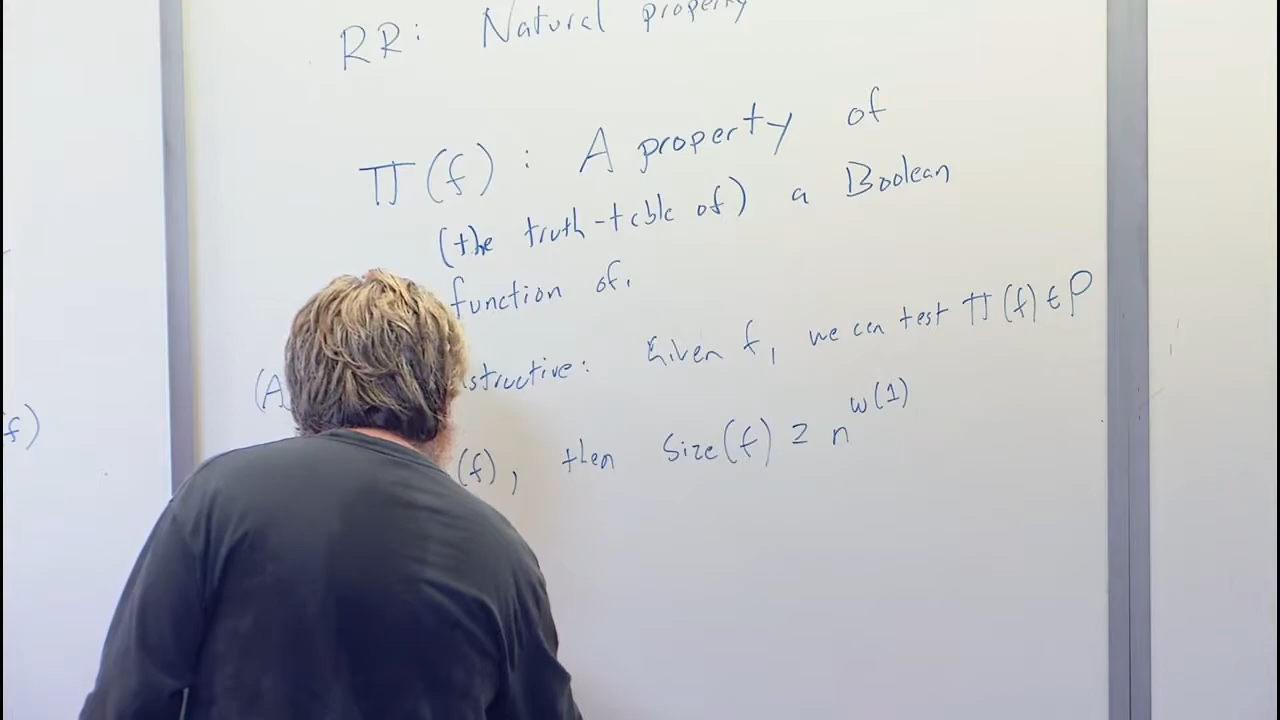 RR: Natural property
Π(f): A property of
(the truth-table of) a Boolean
function of.
(A structive: Given f, we can test Π(f) ∈ P
(f), then Size(f) ≥ n^ω(1)
f)